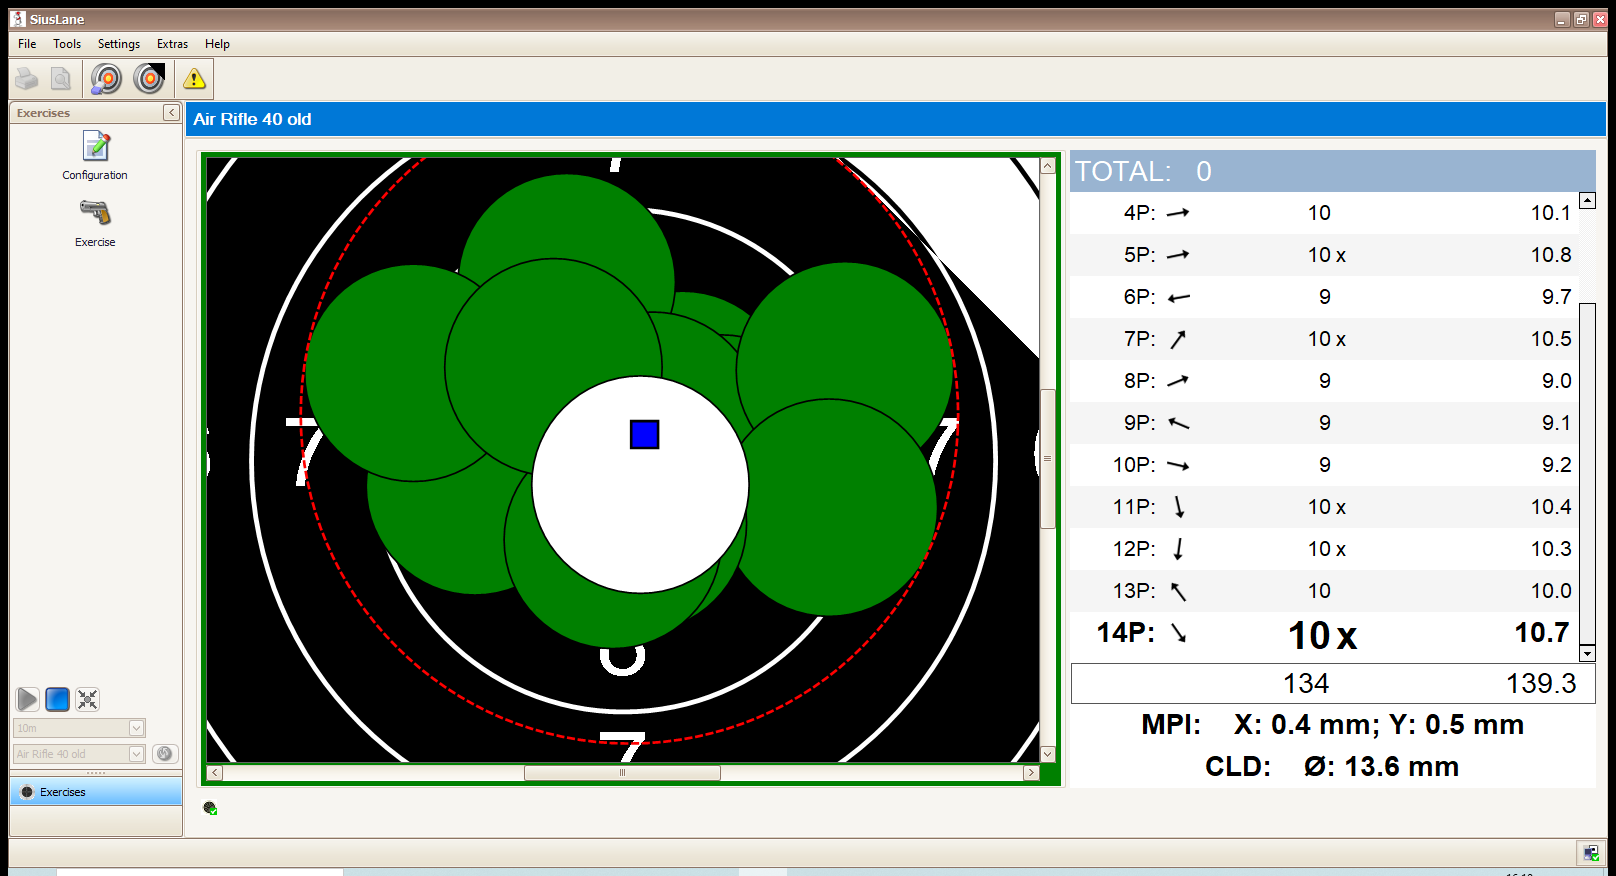 SiusLane
File Tools Settings Extras Help
Exercises
Configuration
Exercise
10m
Air Rifle 40 old
Exercises
Air Rifle 40 old
7
7 7
8
7
TOTAL: 0
4P: 10 10.1
5P: 10 x 10.8
6P: 9 9.7
7P: 10 x 10.5
8P: 9 9.0
9P: 9 9.1
10P: 9 9.2
11P: 10 x 10.4
12P: 10 x 10.3
13P: 10 10.0
14P: 10 x 10.7
134 139.3
MPI: X: 0.4 mm; Y: 0.5 mm
CLD: Ø: 13.6 mm